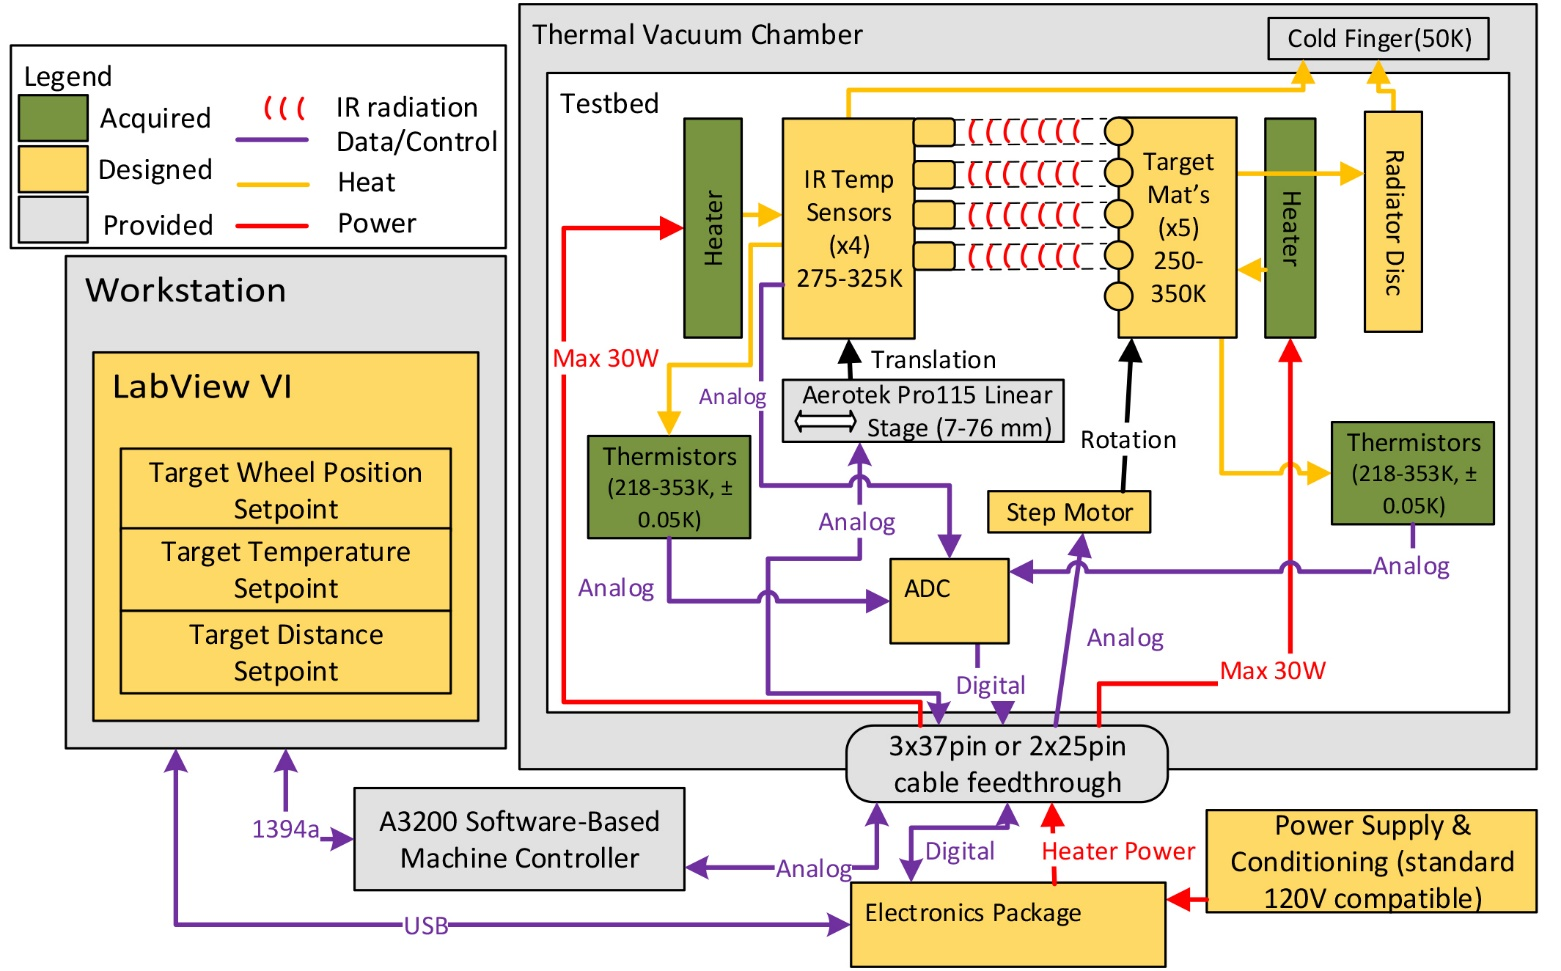 Legend
Acquired
Designed
Provided
IR radiation
Data/Control
Heat
Power
Workstation
LabView VI
Target Wheel Position
Setpoint
Target Temperature
Setpoint
Target Distance
Setpoint
Thermal Vacuum Chamber
Cold Finger(50K)
Testbed
Heater
IR Temp
Sensors
(x4)
275-325K
Target
Mat's
(x5)
250-
350K
Heater
Radiator Disc
Max 30W
Translation
Analog
Aerotek Pro115 Linear
Stage (7-76 mm)
Rotation
Thermistors
(218-353K, ±
0.05K)
Thermistors
(218-353K, ±
0.05K)
Step Motor
Analog
Analog
Analog
ADC
Analog
Digital
Max 30W
3x37pin or 2x25pin
cable feedthrough
1394a
A3200 Software-Based
Machine Controller
Analog
Digital
Heater Power
Power Supply &
Conditioning (standard
120V compatible)
Electronics Package
USB